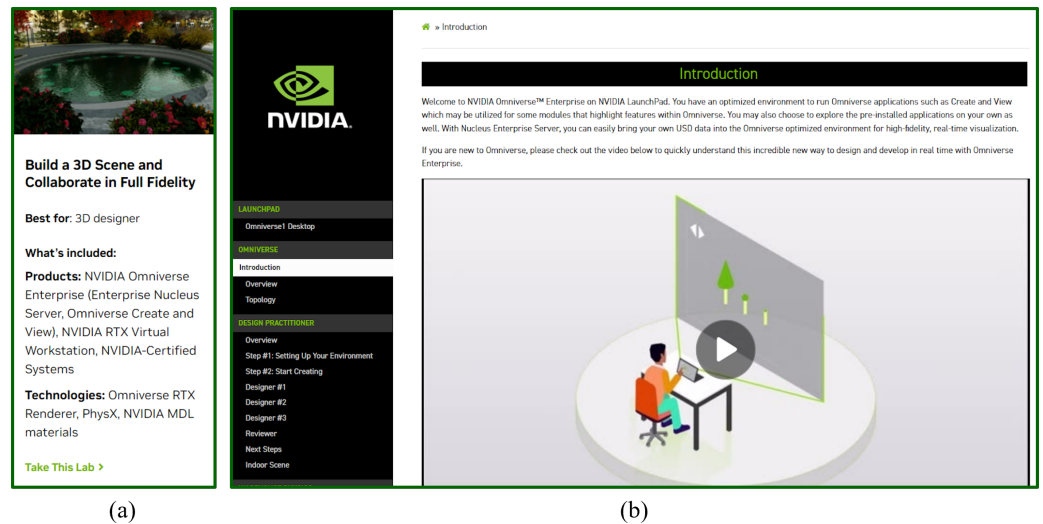 Build a 3D Scene and
Collaborate in Full Fidelity
Best for: 3D designer
What's included:
Products: NVIDIA Omniverse
Enterprise (Enterprise Nucleus
Server, Omniverse Create and
View), NVIDIA RTX Virtual
Workstation, NVIDIA-Certified
Systems
Technologies: Omniverse RTX
Renderer, PhysX, NVIDIA MDL
materials
Take This Lab >
(a)
NVIDIA.
LAUNCHPAD
Omniverse1 Desktop
OMNIVERSE
Introduction
Overview
Topology
DESIGN PRACTITIONER
Overview
Step #1: Setting Up Your Environment
Step #2: Start Creating
Designer #1
Designer #2
Designer #3
Reviewer
Next Steps
Indoor Scene
» Introduction
Introduction
Welcome to NVIDIA Omniverse™ Enterprise on NVIDIA LaunchPad. You have an optimized environment to run Omniverse applications such as Create and View
which may be utilized for some modules that highlight features within Omniverse. You may also choose to explore the pre-installed applications on your own as
well. With Nucleus Enterprise Server, you can easily bring your own USD data into the Omniverse optimized environment for high-fidelity, real-time visualization.
If you are new to Omniverse, please check out the video below to quickly understand this incredible new way to design and develop in real time with Omniverse
Enterprise.
(b)